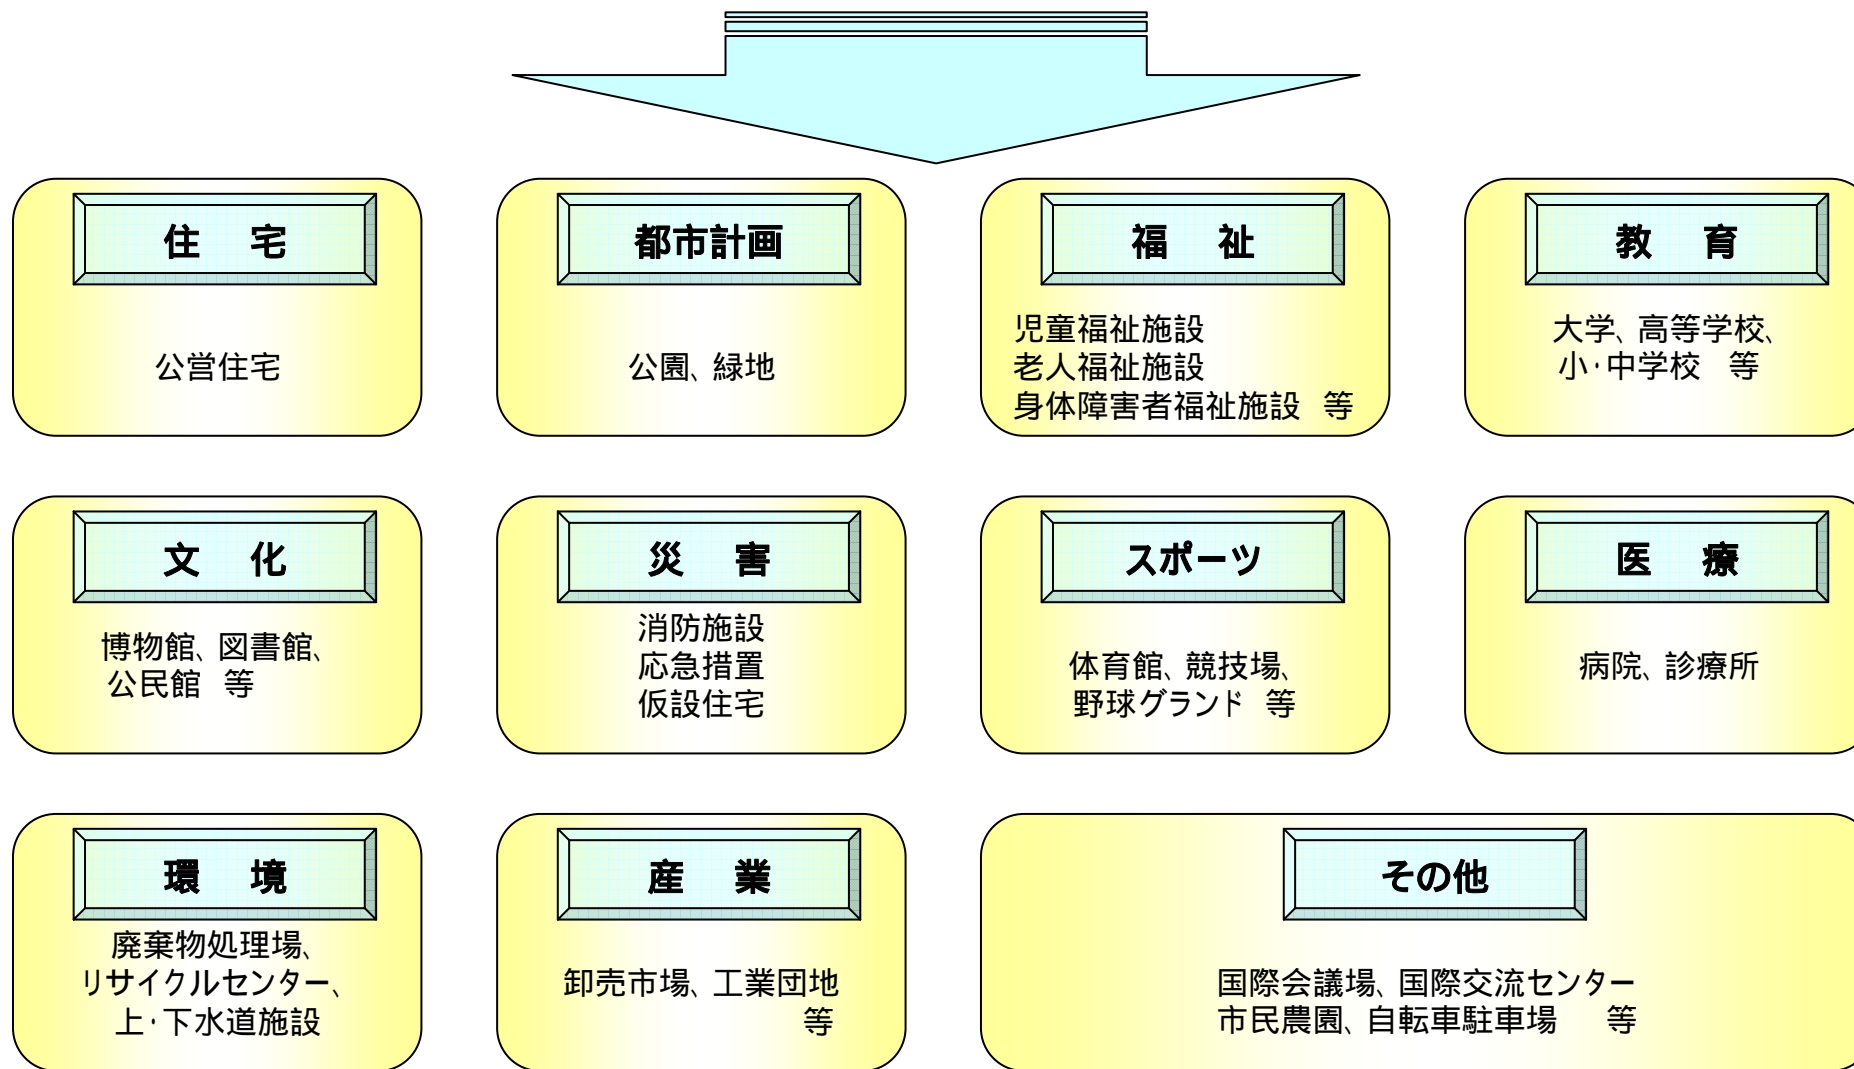 住　宅
公営住宅
都市計画
公園、緑地
福　祉
児童福祉施設
老人福祉施設
身体障害者福祉施設　等
教　育
大学、高等学校、
小・中学校　等
文　化
博物館、図書館、
公民館　等
災　害
消防施設
応急措置
仮設住宅
スポーツ
体育館、競技場、
野球グランド　等
医　療
病院、診療所
環　境
廃棄物処理場、
リサイクルセンター、
上・下水道施設
産　業
卸売市場、工業団地
等
その他
国際会議場、国際交流センター
市民農園、自転車駐車場　　等